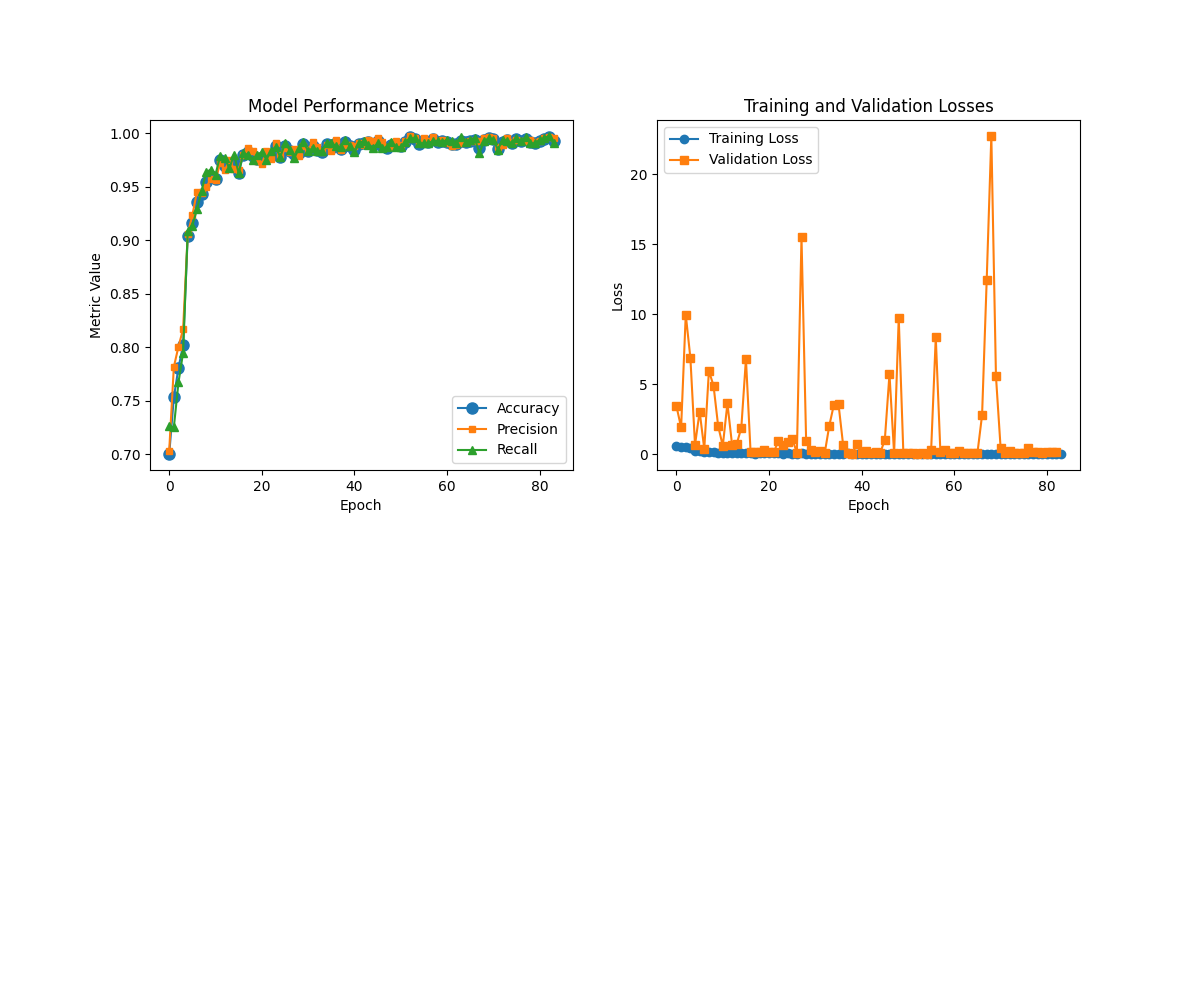 Model Performance Metrics
Metric Value
1.00
0.95
0.90
0.85
0.80
0.75
0.70
Accuracy
Precision
Recall
0 20 40 60 80
Epoch
Training and Validation Losses
Loss
Training Loss
Validation Loss
20
15
10
5
0
0 20 40 60 80
Epoch